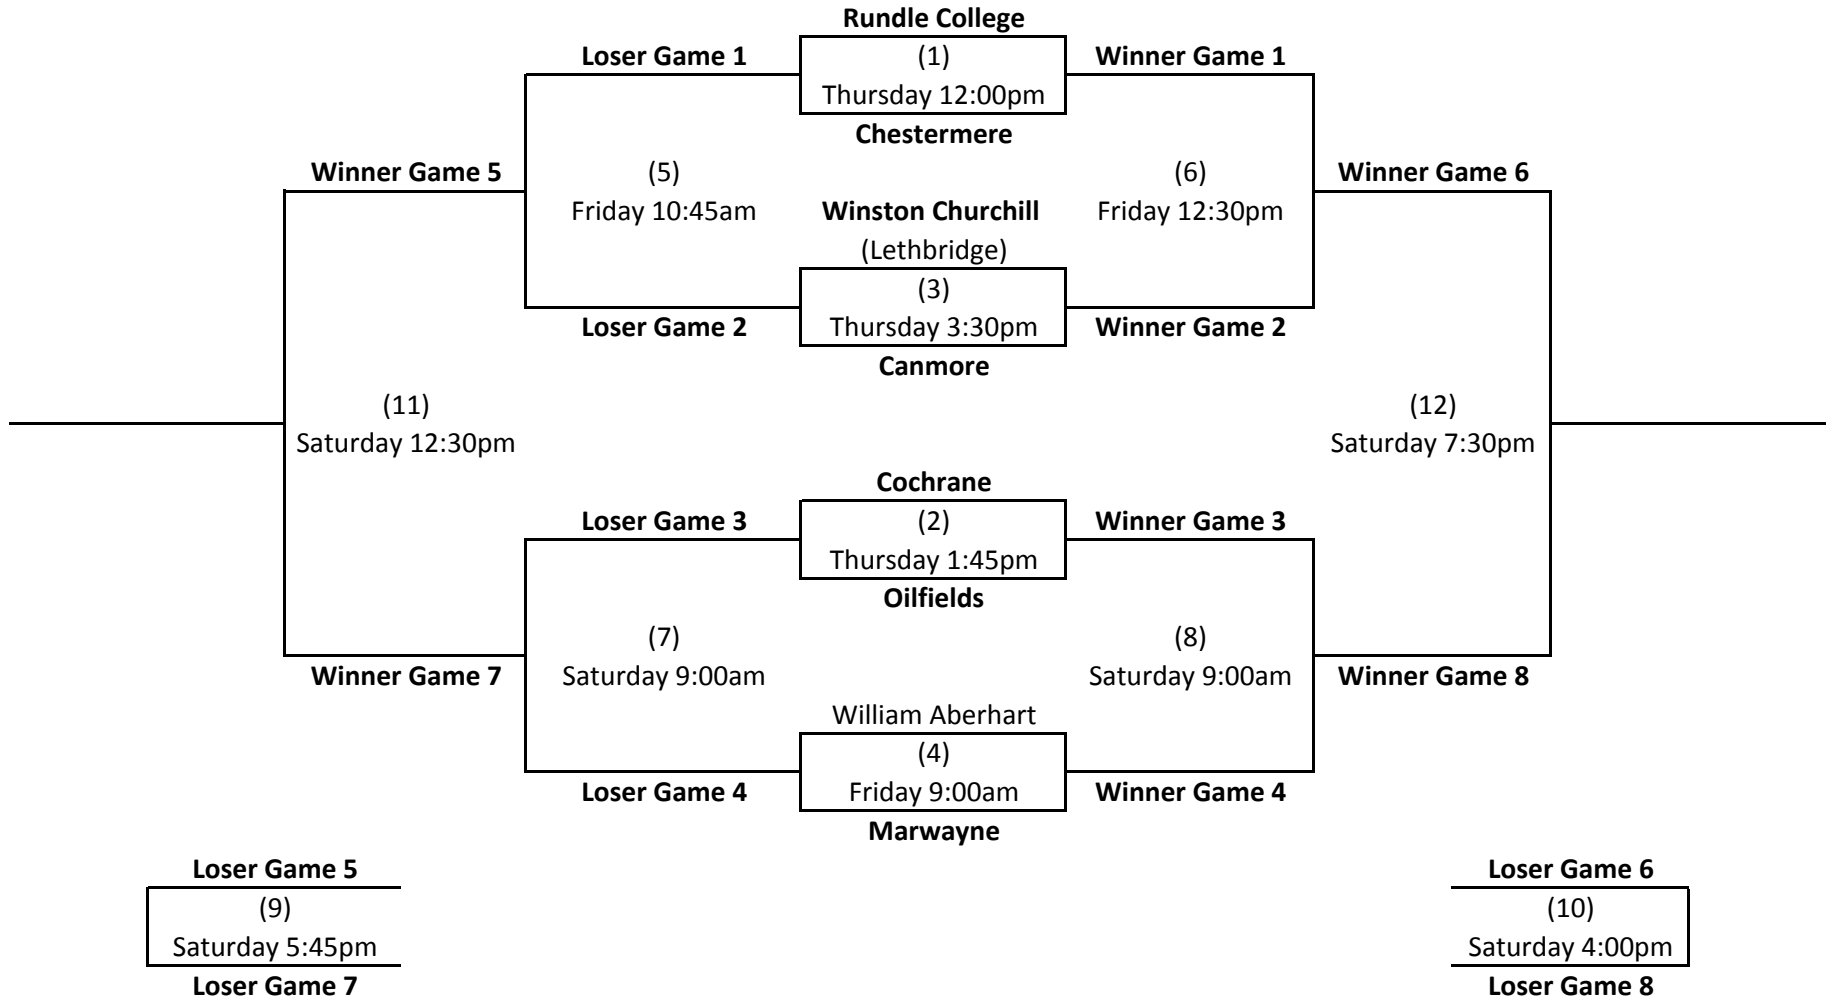 Rundle College
Loser Game 1
(1)
Winner Game 1
Thursday 12:00pm
Chestermere
Winner Game 5
(5)
(6)
Winner Game 6
Friday 10:45am
Winston Churchill
Friday 12:30pm
(Lethbridge)
(3)
Loser Game 2
Thursday 3:30pm
Winner Game 2
Canmore
(11)
(12)
Saturday 12:30pm
Saturday 7:30pm
Cochrane
Loser Game 3
(2)
Winner Game 3
Thursday 1:45pm
Oilfields
(7)
(8)
Winner Game 7
Saturday 9:00am
Saturday 9:00am
Winner Game 8
William Aberhart
(4)
Loser Game 4
Friday 9:00am
Winner Game 4
Marwayne
Loser Game 5
Loser Game 6
(9)
(10)
Saturday 5:45pm
Saturday 4:00pm
Loser Game 7
Loser Game 8